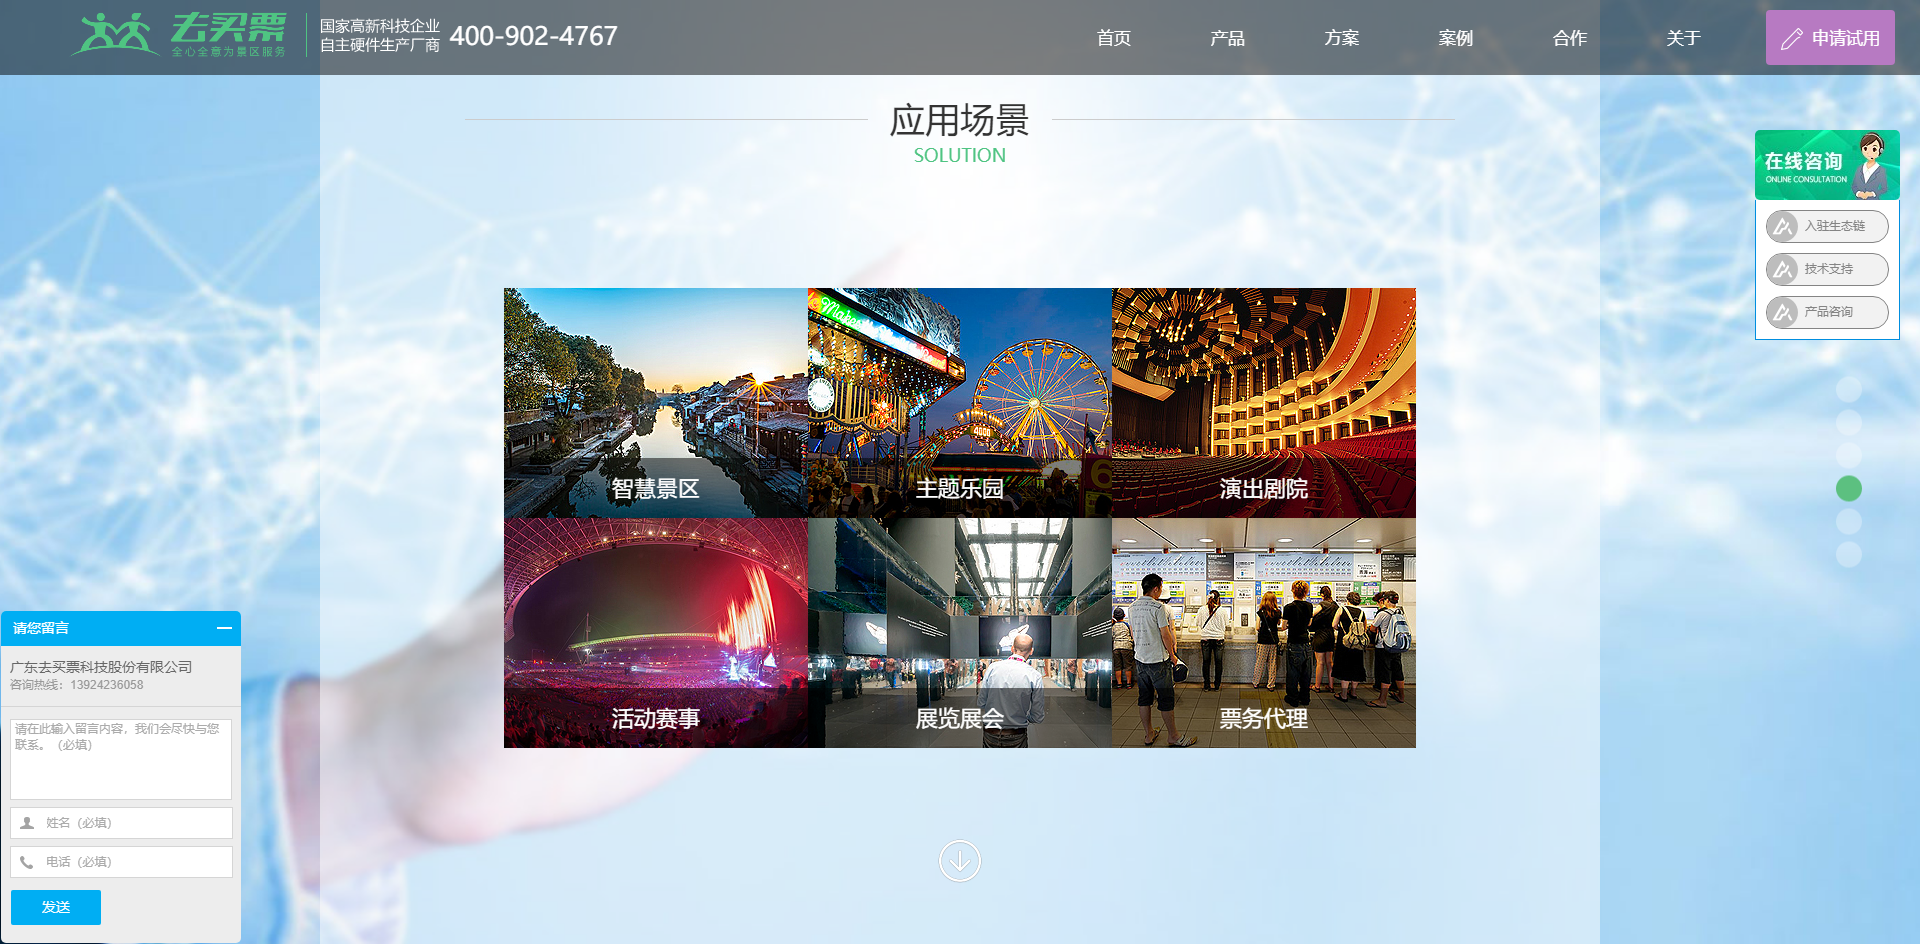 去买票
全心全意为景区服务
国家高新科技企业
自主硬件生产厂商
400-902-4767
首页
产品
方案
案例
合作
关于
申请试用
应用场景
SOLUTION
在线咨询
ONLINE CONSULTATION
入驻生态链
技术支持
产品咨询
智慧景区
主题乐园
演出剧院
活动赛事
展览展会
票务代理
请您留言
广东去买票科技股份有限公司
咨询热线：13924236058
请在此输入留言内容，我们会尽快与您
联系。（必填）
姓名（必填）
电话（必填）
发送